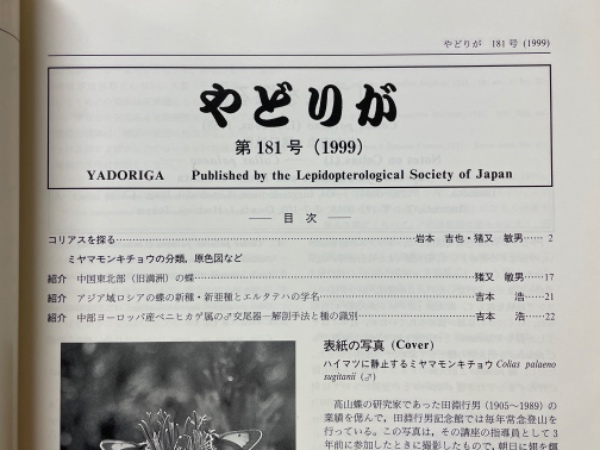 やどりが 181号 (1999)
やどりが
第181号 (1999)
YADORIGA Published by the Lepidopterological Society of Japan
目 次
コリアスを探る……岩本 吉也・猪又 敏男……2
ミヤマモンキチョウの分類，原色図など
紹介 中国東北部（旧満洲）の蝶……猪又 敏男……17
紹介 アジア域ロシアの蝶の新種・新亜種とエルタテハの学名……吉本 浩……21
紹介 中部ヨーロッパ産ベニヒカゲ属の♂交尾器―解剖手法と種の識別……吉本 浩……22
表紙の写真 (Cover)
ハイマツに静止するミヤマモンキチョウ Colias palaeno
sugitanii (♂)
高山蝶の研究家であった田淵行男 (1905～1989) の
業績を偲んで，田淵行男記念館では毎年常念登山を
行っている。この写真は，その講座の指導員として3
年前に参加したときに撮影したもので，朝日に翅を輝